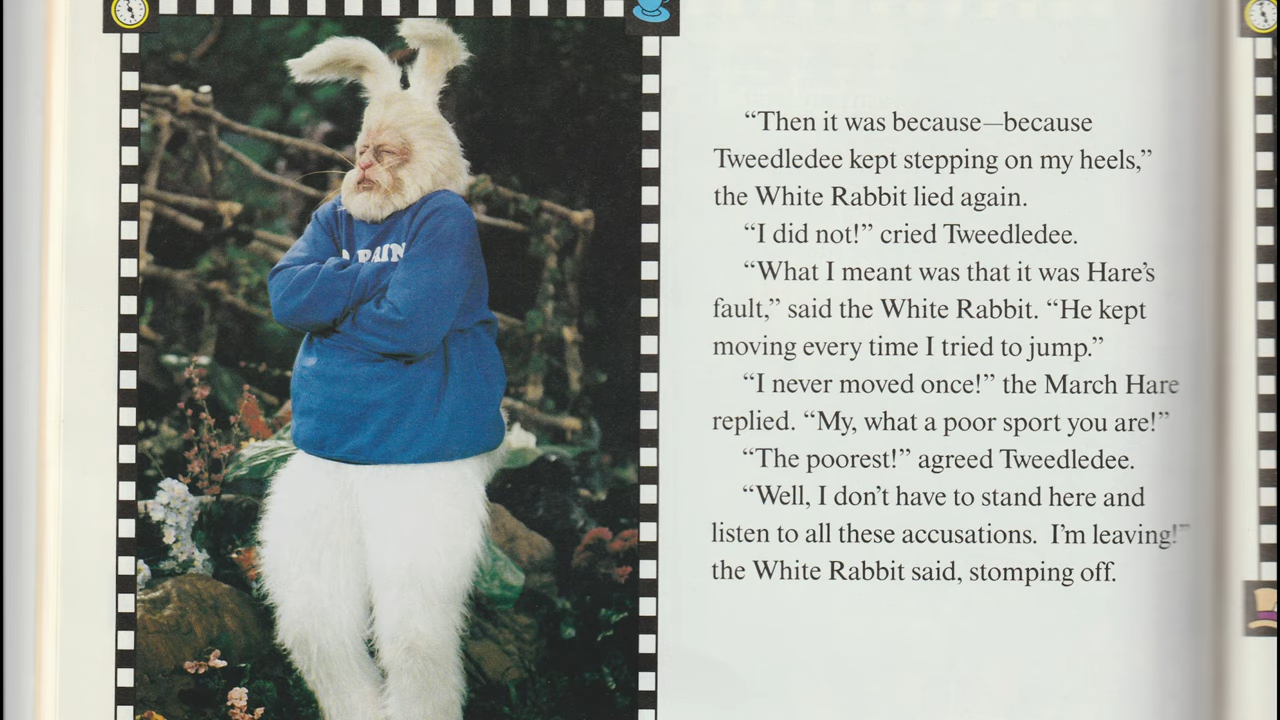 PAIN
“Then it was because—because
Tweedledee kept stepping on my heels,”
the White Rabbit lied again.
“I did not!” cried Tweedledee.
“What I meant was that it was Hare’s
fault,” said the White Rabbit. “He kept
moving every time I tried to jump.”
“I never moved once!” the March Hare
replied. “My, what a poor sport you are!”
“The poorest!” agreed Tweedledee.
“Well, I don’t have to stand here and
listen to all these accusations.  I’m leaving!”
the White Rabbit said, stomping off.